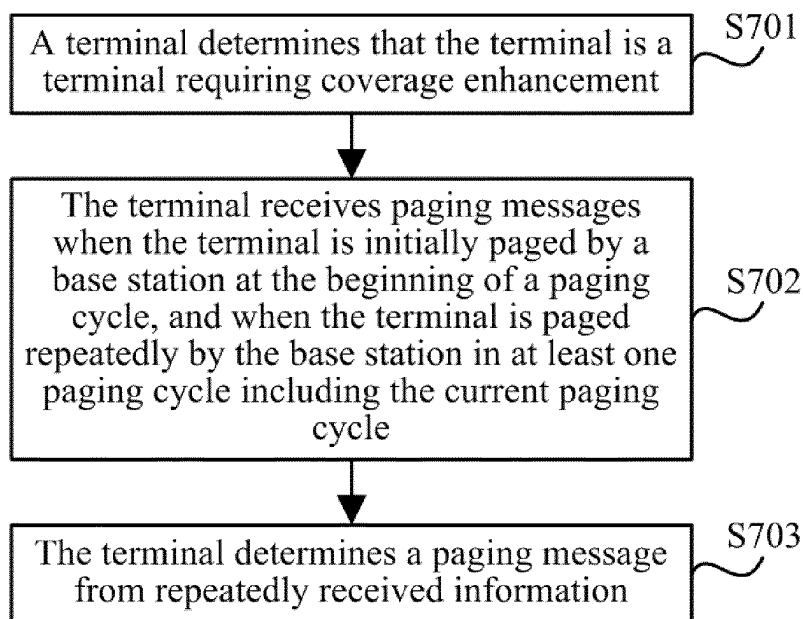 A terminal determines that the terminal is a
terminal requiring coverage enhancement
S701
The terminal receives paging messages
when the terminal is initially paged by a
base station at the beginning of a paging
cycle, and when the terminal is paged
repeatedly by the base station in at least one
paging cycle including the current paging
cycle
S702
The terminal determines a paging message
from repeatedly received information
S703